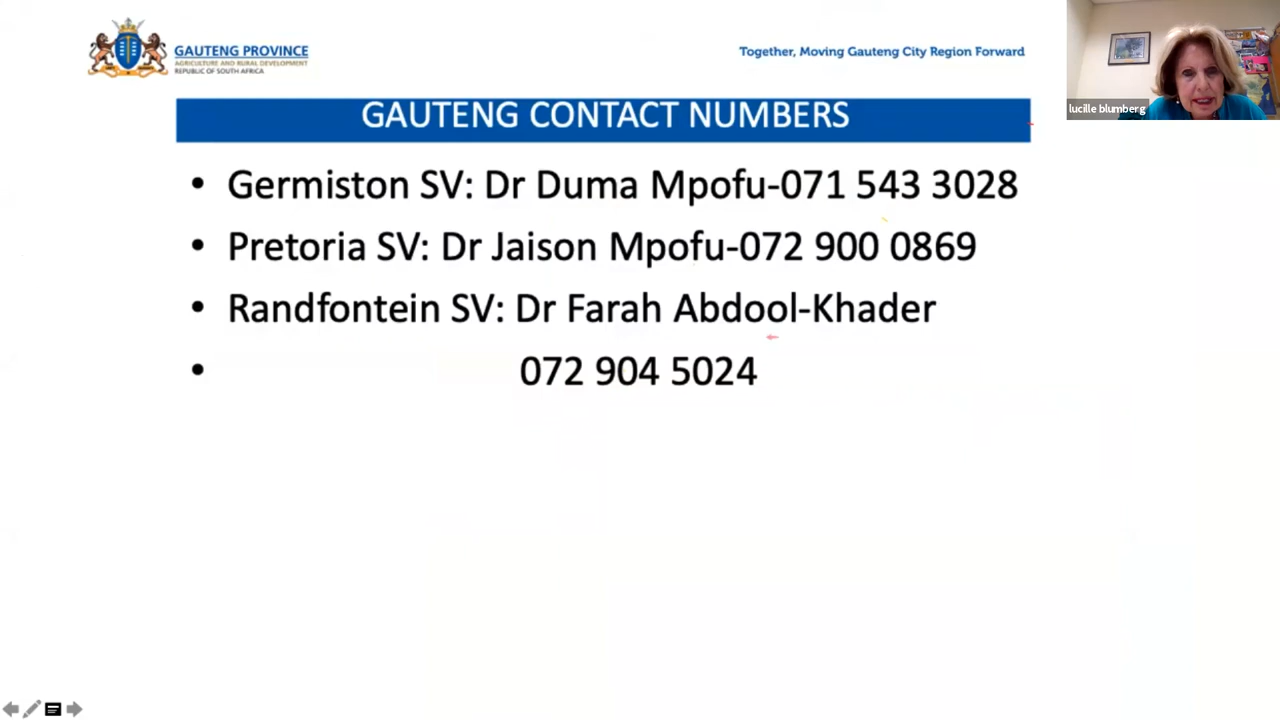 GAUTENG PROVINCE
AGRICULTURE AND RURAL DEVELOPMENT
REPUBLIC OF SOUTH AFRICA
Together, Moving Gauteng City Region Forward
lucille blumberg
GAUTENG CONTACT NUMBERS
• Germiston SV: Dr Duma Mpofu-071 543 3028
• Pretoria SV: Dr Jaison Mpofu-072 900 0869
• Randfontein SV: Dr Farah Abdool-Khader
• 072 904 5024